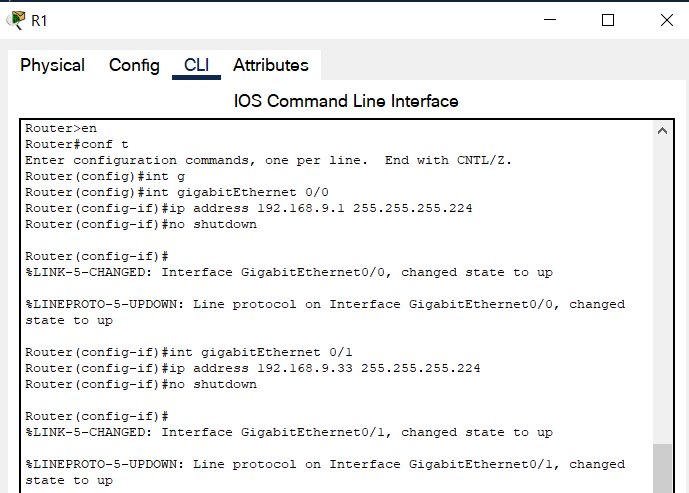 R1
Physical Config CLI Attributes
IOS Command Line Interface
Router>en
Router#conf t
Enter configuration commands, one per line.  End with CNTL/Z.
Router(config)#int g
Router(config)#int gigabitEthernet 0/0
Router(config-if)#ip address 192.168.9.1 255.255.255.224
Router(config-if)#no shutdown
Router(config-if)#
%LINK-5-CHANGED: Interface GigabitEthernet0/0, changed state to up
%LINEPROTO-5-UPDOWN: Line protocol on Interface GigabitEthernet0/0, changed
state to up
Router(config-if)#int gigabitEthernet 0/1
Router(config-if)#ip address 192.168.9.33 255.255.255.224
Router(config-if)#no shutdown
Router(config-if)#
%LINK-5-CHANGED: Interface GigabitEthernet0/1, changed state to up
%LINEPROTO-5-UPDOWN: Line protocol on Interface GigabitEthernet0/1, changed
state to up